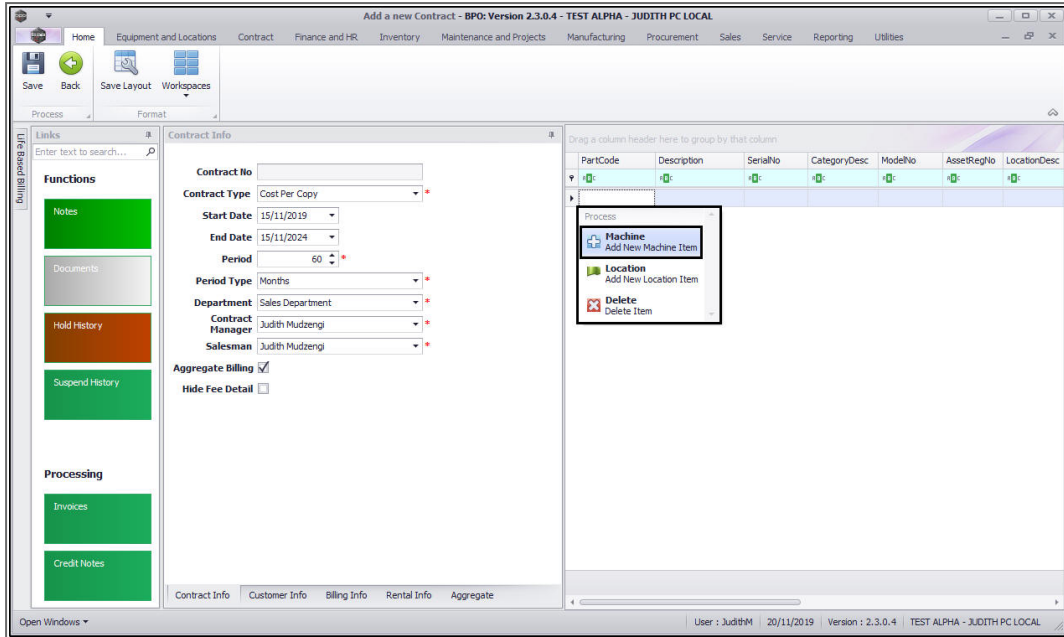 Add a new Contract - BPO: Version 2.3.0.4 - TEST ALPHA - JUDITH PC LOCAL
Home Equipment and Locations Contract Finance and HR Inventory Maintenance and Projects Manufacturing Procurement Sales Service Reporting Utilities
Save Back Save Layout Workspaces
Process Format
Life Based Billing
Links
Enter text to search...
Functions
Notes
Documents
Hold History
Suspend History
Processing
Invoices
Credit Notes
Contract Info
Contract No
Contract Type Cost Per Copy *
Start Date 15/11/2019
End Date 15/11/2024
Period 60 *
Period Type Months *
Department Sales Department *
Contract
Manager Judith Mudzengi *
Salesman Judith Mudzengi *
Aggregate Billing
Hide Fee Detail
Contract Info Customer Info Billing Info Rental Info Aggregate
Drag a column header here to group by that column
PartCode Description SerialNo CategoryDesc ModelNo AssetRegNo LocationDesc
Process
Machine
Add New Machine Item
Location
Add New Location Item
Delete
Delete Item
Open Windows User : JudithM 20/11/2019 Version : 2.3.0.4 TEST ALPHA - JUDITH PC LOCAL